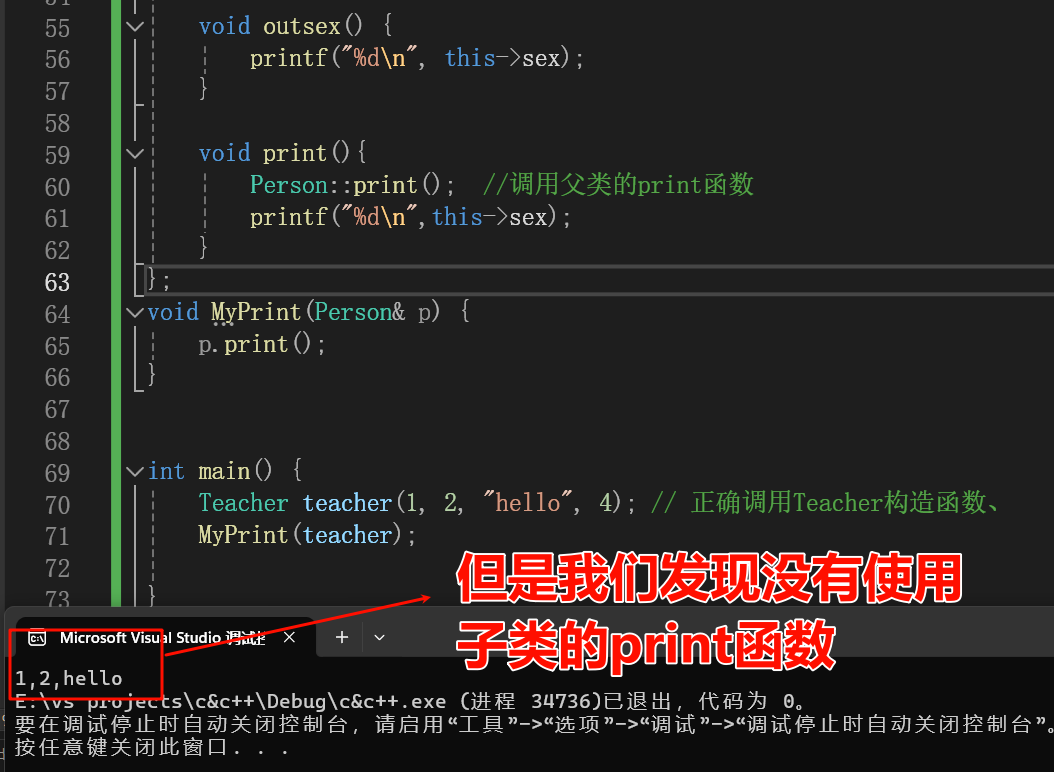 55 void outsex() {
56 printf("%d\n", this->sex);
57 }
58
59 void print(){
60 Person::print(); //调用父类的print函数
61 printf("%d\n",this->sex);
62 }
63 };
64 void MyPrint(Person& p) {
65 p.print();
66 }
67
68
69 int main() {
70 Teacher teacher(1, 2, "hello", 4); // 正确调用Teacher构造函数、
71 MyPrint(teacher);
72
73 }
但是我们发现没有使用
子类的print函数
Microsoft Visual Studio 调试
1,2,hello
E:\vs projects\c&c++\Debug\c&c++.exe (进程 34736)已退出，代码为 0。
要在调试停止时自动关闭控制台，请启用“工具”->“选项”->“调试”->“调试停止时自动关闭控制台”。
按任意键关闭此窗口. . .